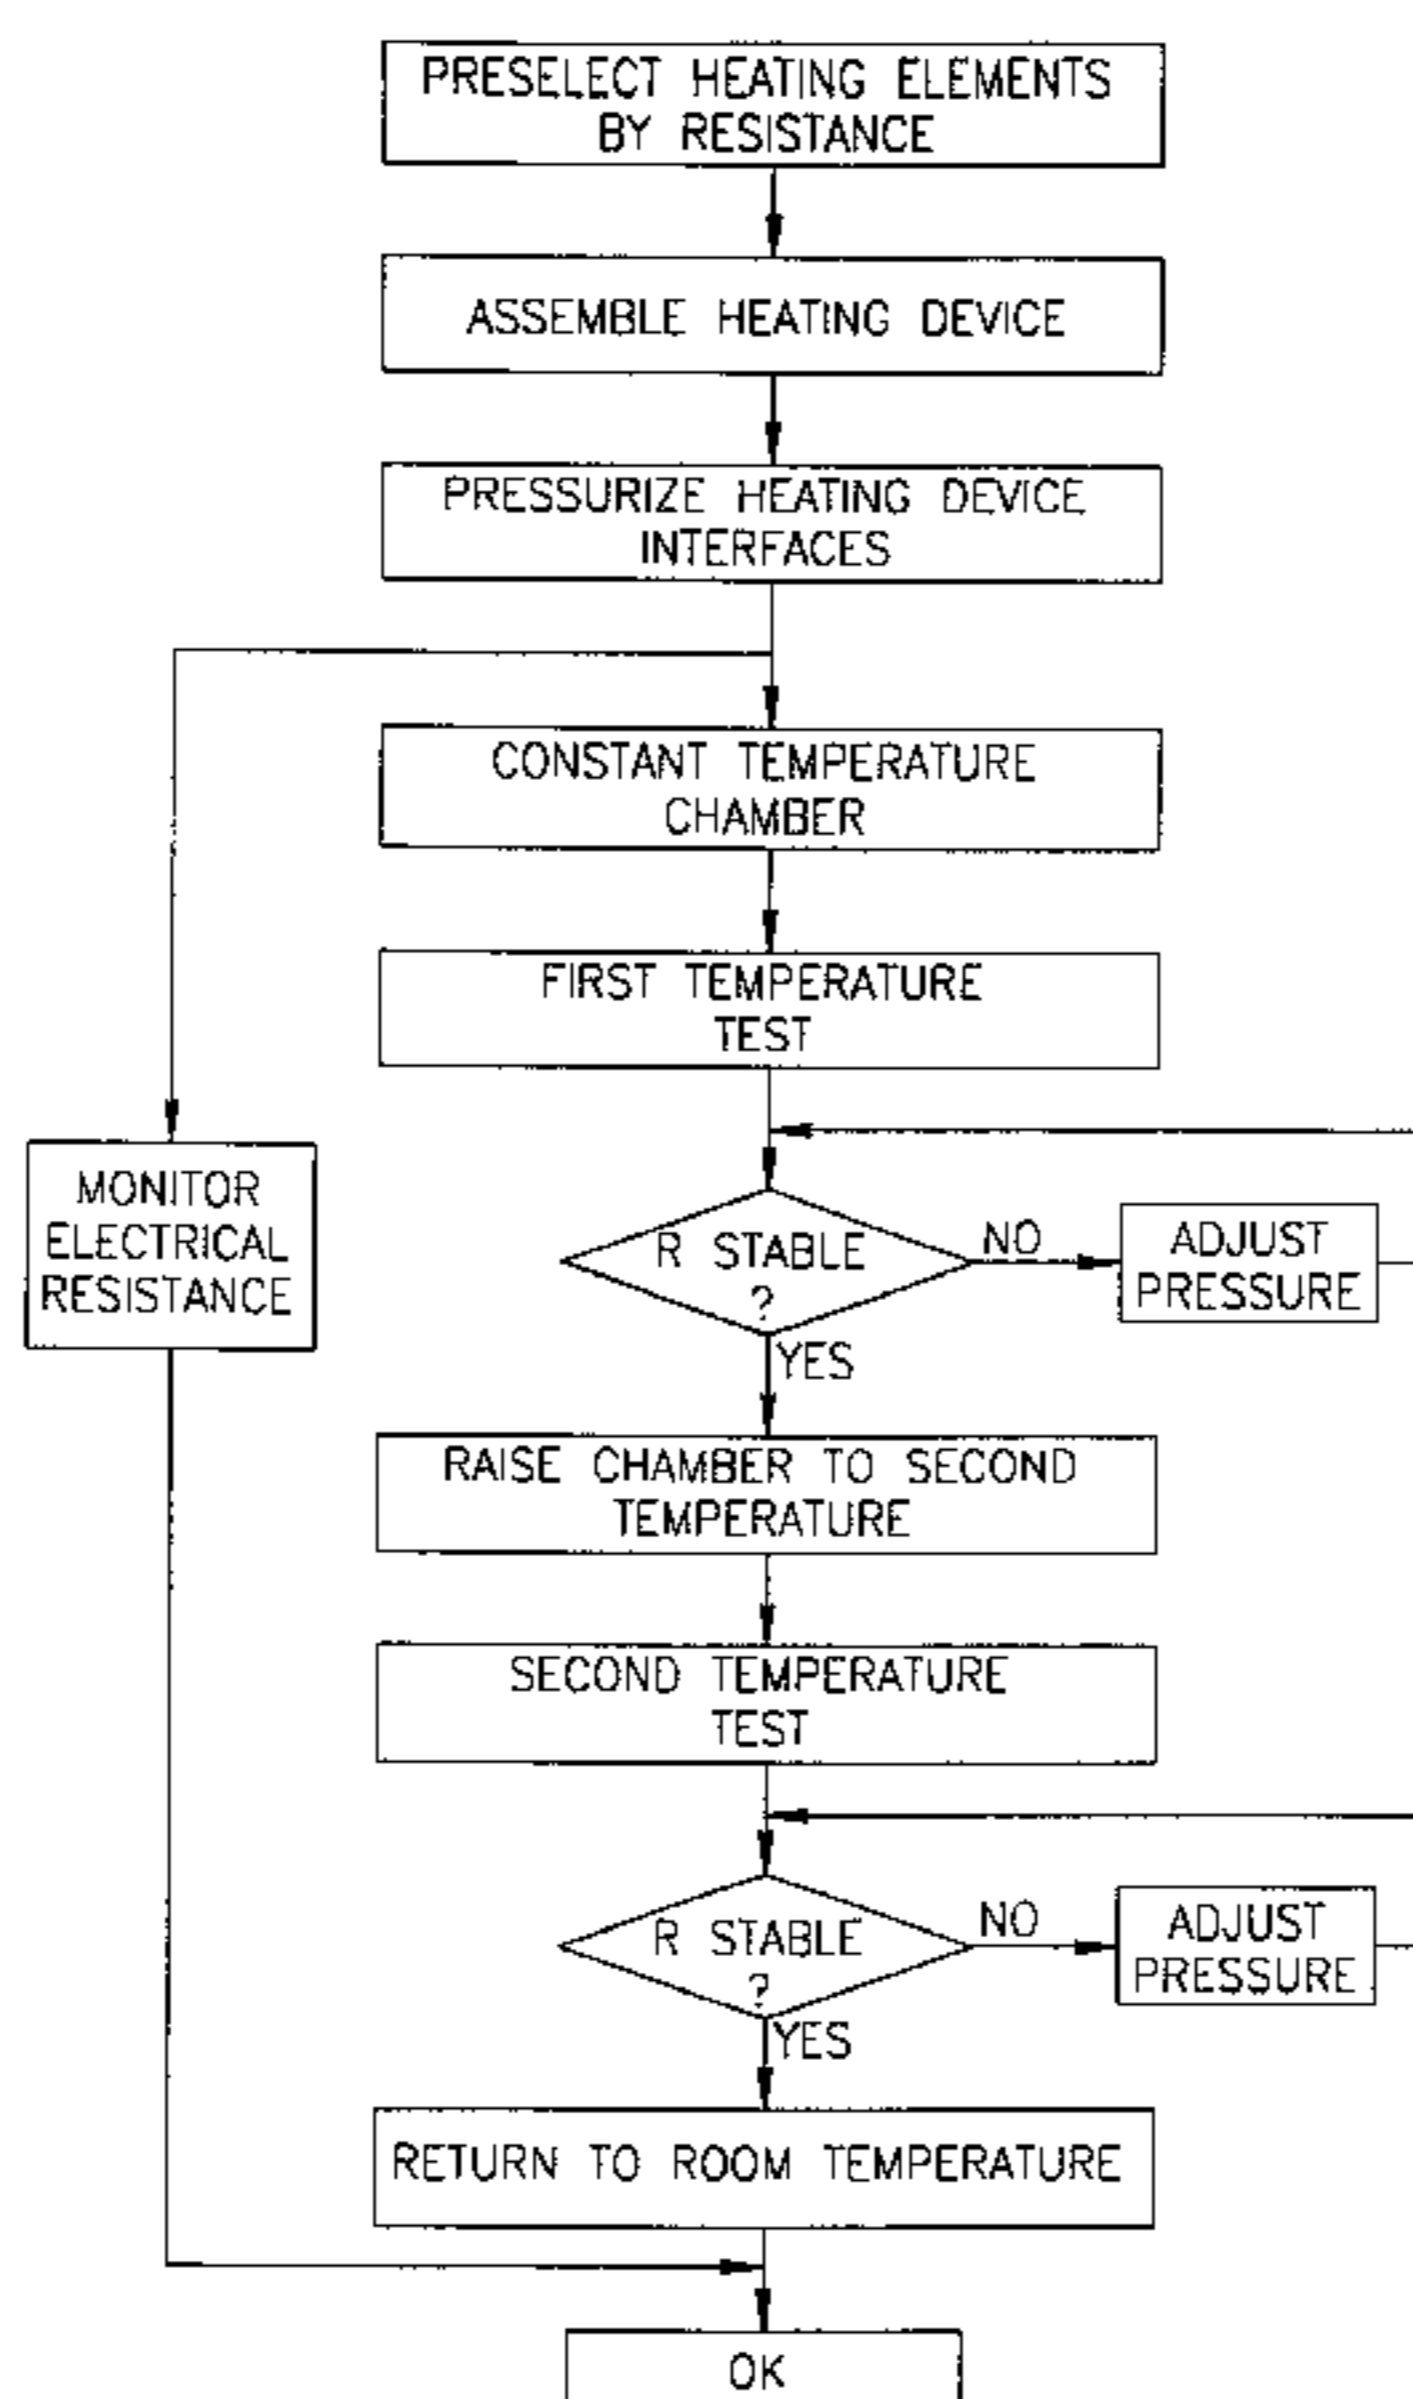 PRESELECT HEATING ELEMENTS
BY RESISTANCE
ASSEMBLE HEATING DEVICE
PRESSURIZE HEATING DEVICE
INTERFACES
CONSTANT TEMPERATURE
CHAMBER
FIRST TEMPERATURE
TEST
MONITOR
ELECTRICAL
RESISTANCE
R STABLE
?
NO
ADJUST
PRESSURE
YES
RAISE CHAMBER TO SECOND
TEMPERATURE
SECOND TEMPERATURE
TEST
R STABLE
?
NO
ADJUST
PRESSURE
YES
RETURN TO ROOM TEMPERATURE
OK